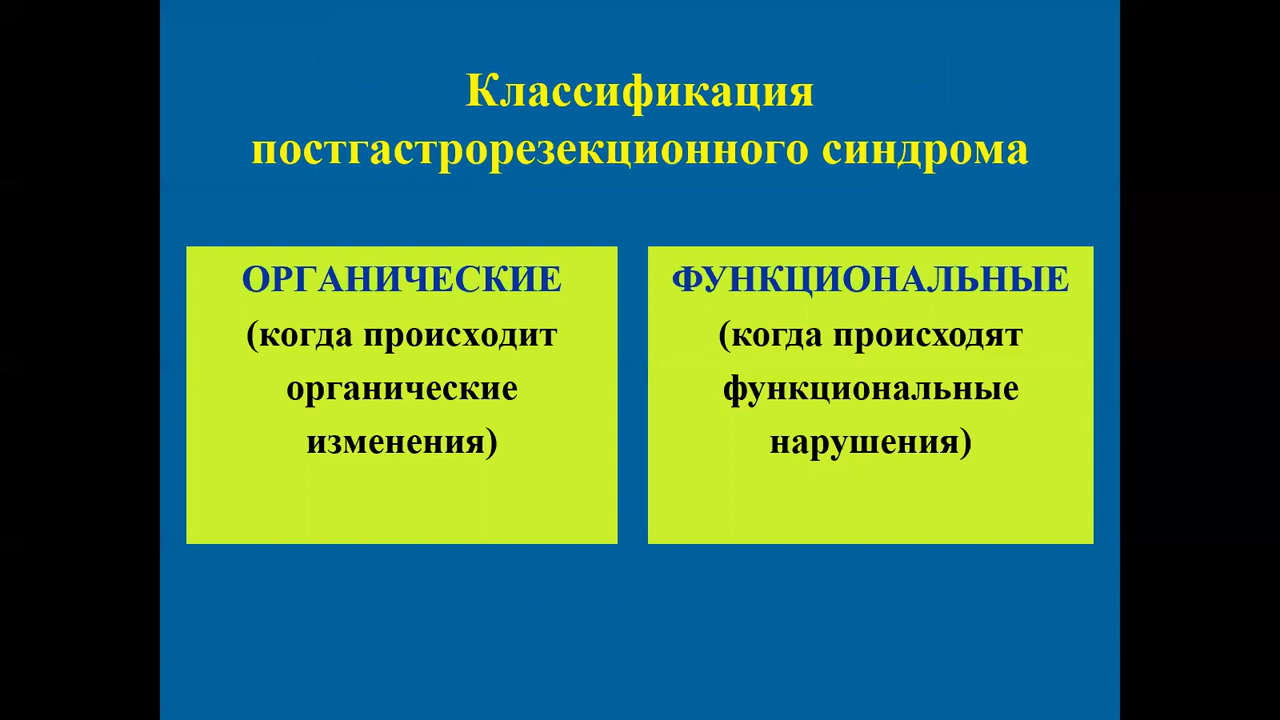 Классификация
постгастрорезекционного синдрома
ОРГАНИЧЕСКИЕ
(когда происходит
органические
изменения)
ФУНКЦИОНАЛЬНЫЕ
(когда происходят
функциональные
нарушения)